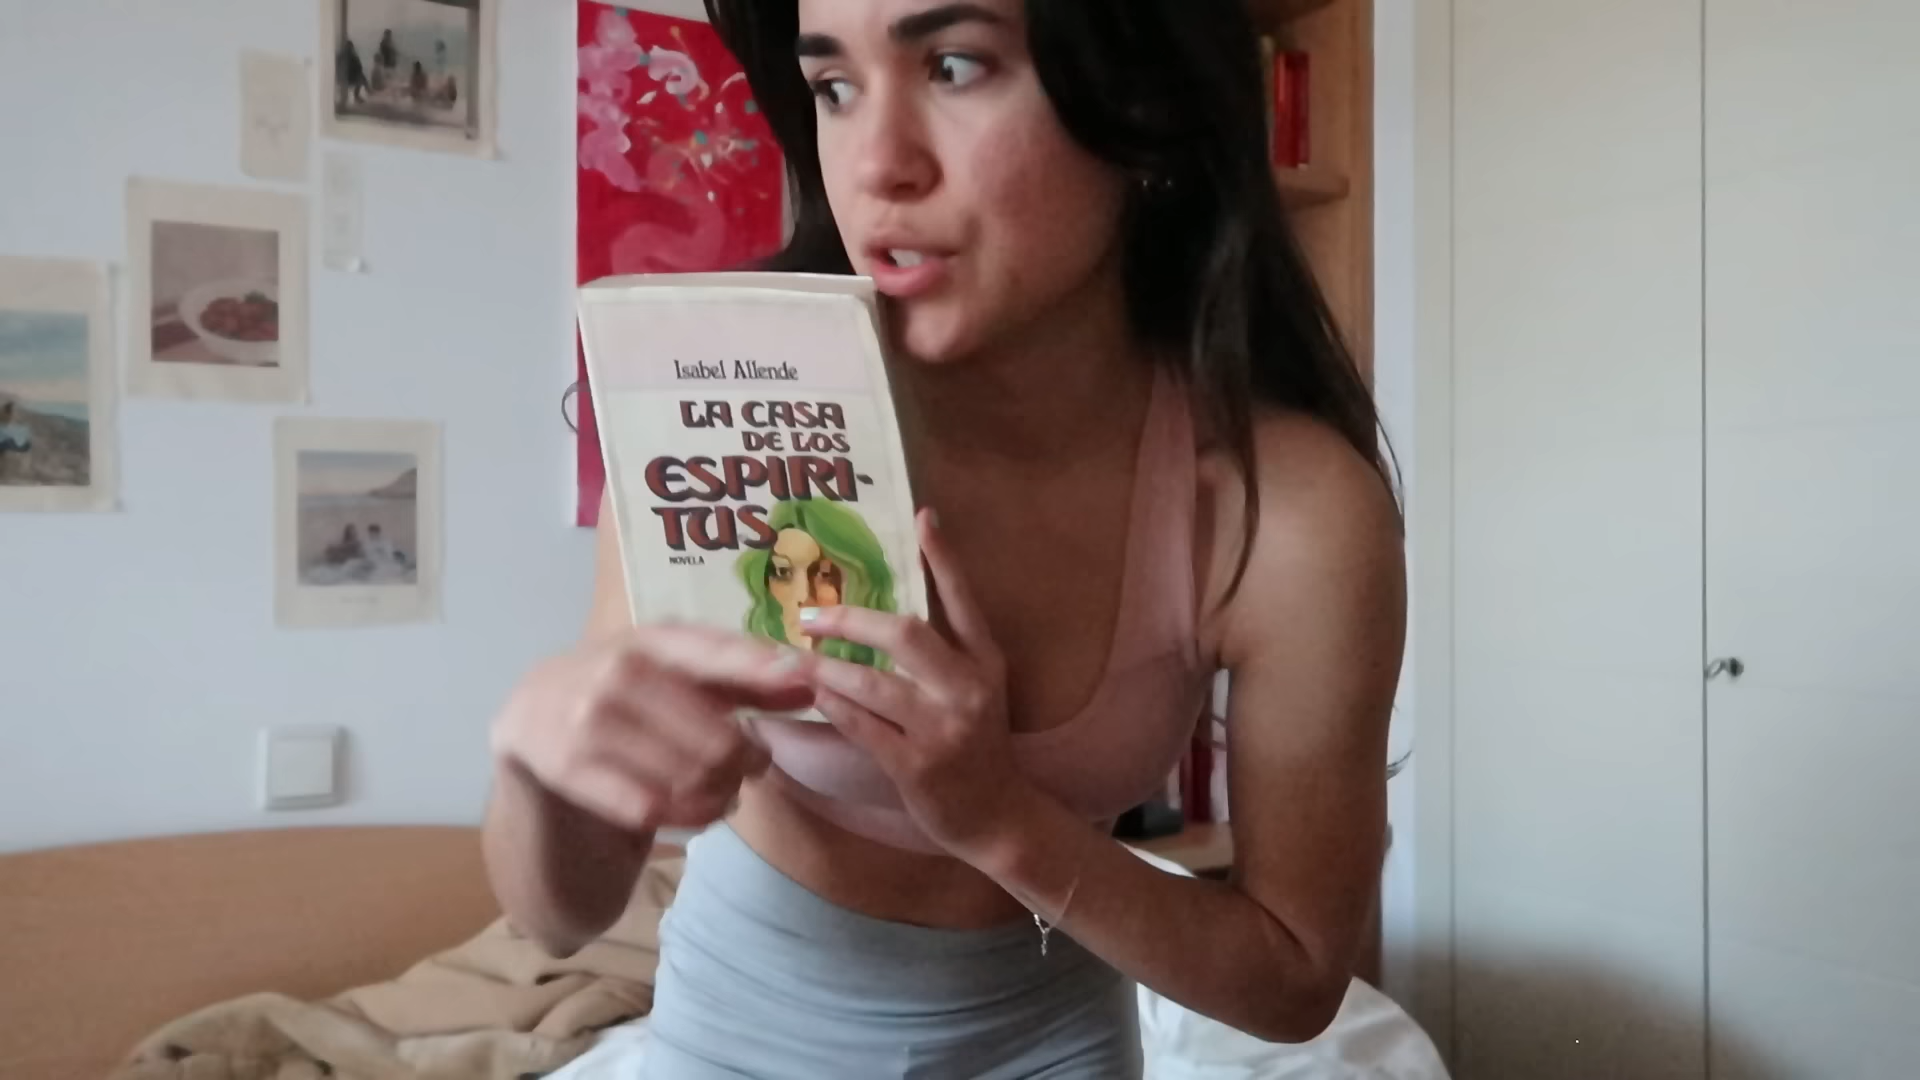 Isabel Allende
LA CASA
DE LOS
ESPIRI-
TUS
NOVELA